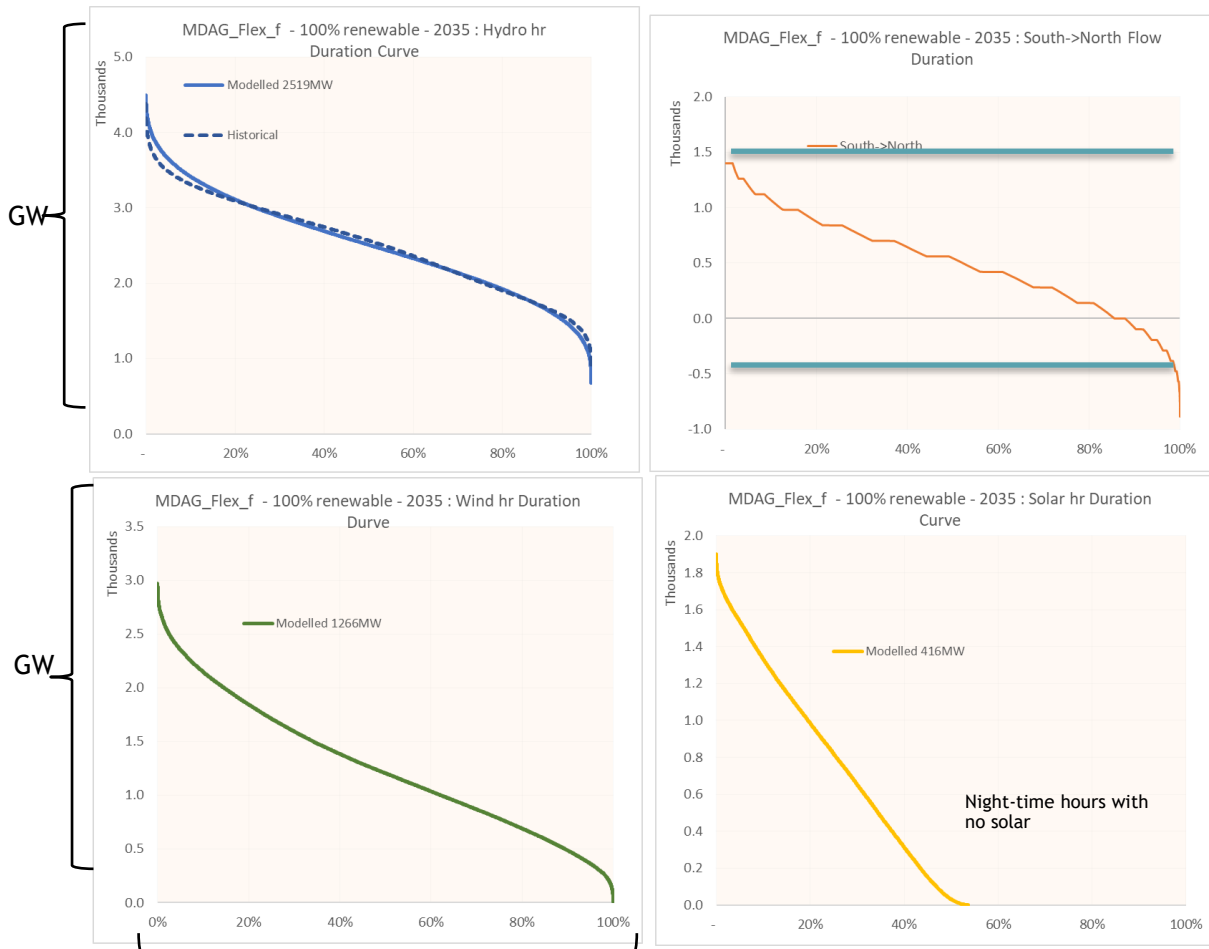 MDAG_Flex_f - 100% renewable - 2035 : Hydro hr
Duration Curve
Thousands
5.0
4.0
3.0
2.0
1.0
0.0
Modelled 2519MW
Historical
-
20%
40%
60%
80%
100%
GW
MDAG_Flex_f - 100% renewable - 2035 : South->North Flow
Duration
Thousands
2.0
1.5
1.0
0.5
0.0
-0.5
-1.0
South->North
-
20%
40%
60%
80%
100%
MDAG_Flex_f - 100% renewable - 2035 : Wind hr Duration
Durve
Thousands
3.5
3.0
2.5
2.0
1.5
1.0
0.5
0.0
Modelled 1266MW
0%
20%
40%
60%
80%
100%
GW
MDAG_Flex_f - 100% renewable - 2035 : Solar hr Duration
Curve
Thousands
2.0
1.8
1.6
1.4
1.2
1.0
0.8
0.6
0.4
0.2
0.0
Modelled 416MW
Night-time hours with
no solar
-
20%
40%
60%
80%
100%